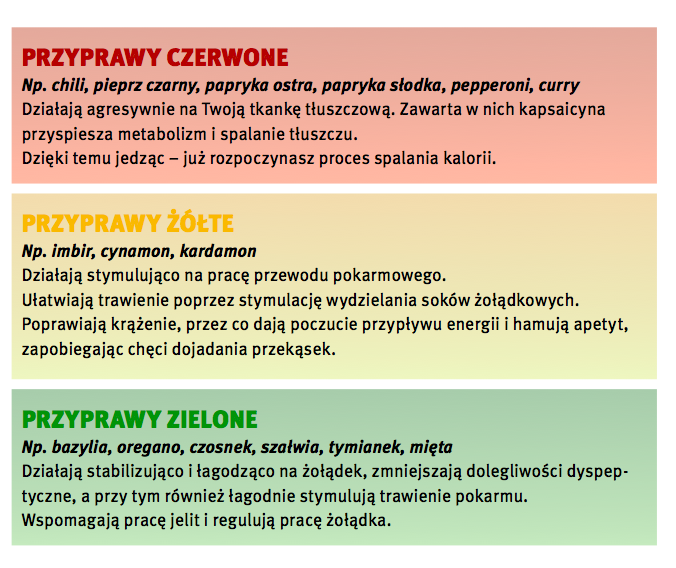 PRZYPRAWY CZERWONE
Np. chili, pieprz czarny, papryka ostra, papryka słodka, pepperoni, curry
Działają agresywnie na Twoją tkankę tłuszczową. Zawarta w nich kapsaicyna
przyspiesza metabolizm i spalanie tłuszczu.
Dzięki temu jedząc – już rozpoczynasz proces spalania kalorii.
PRZYPRAWY ŻÓŁTE
Np. imbir, cynamon, kardamon
Działają stymulująco na pracę przewodu pokarmowego.
Ułatwiają trawienie poprzez stymulację wydzielania soków żołądkowych.
Poprawiają krążenie, przez co dają poczucie przypływu energii i hamują apetyt,
zapobiegając chęci dojadania przekąsek.
PRZYPRAWY ZIELONE
Np. bazylia, oregano, czosnek, szałwia, tymianek, mięta
Działają stabilizująco i łagodząco na żołądek, zmniejszają dolegliwości dyspep-
tyczne, a przy tym również łagodnie stymulują trawienie pokarmu.
Wspomagają pracę jelit i regulują pracę żołądka.